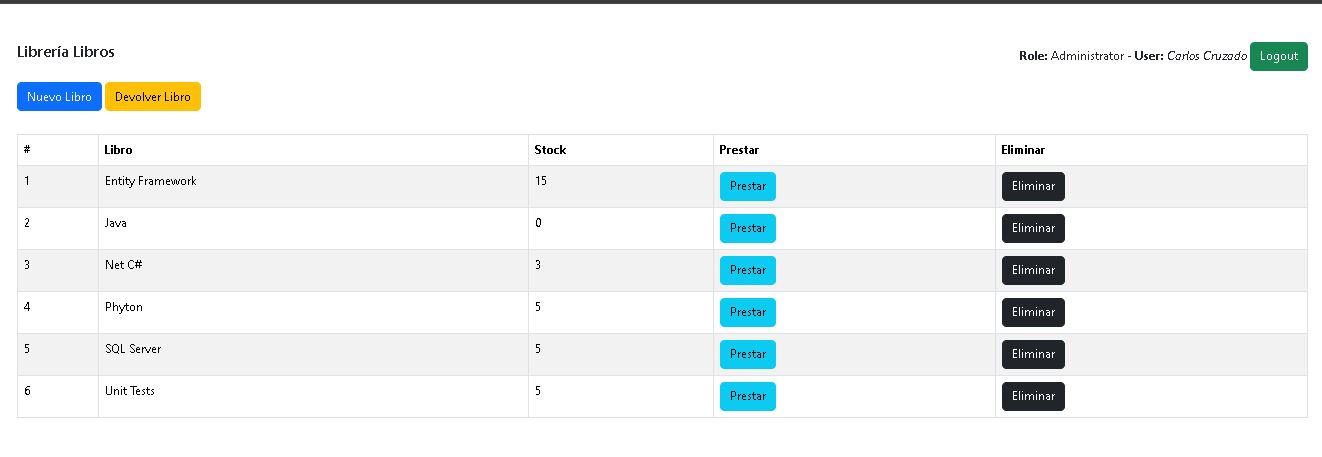 Librería Libros
Role: Administrator - User: Carlos Cruzado Logout
Nuevo Libro Devolver Libro
# Libro Stock Prestar Eliminar
1 Entity Framework 15 Prestar Eliminar
2 Java 0 Prestar Eliminar
3 Net C# 3 Prestar Eliminar
4 Phyton 5 Prestar Eliminar
5 SQL Server 5 Prestar Eliminar
6 Unit Tests 5 Prestar Eliminar